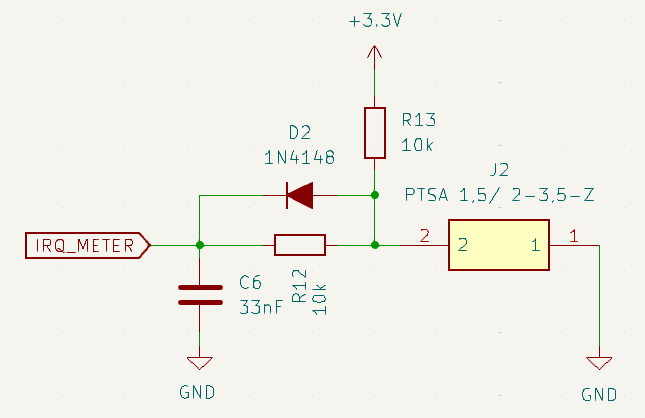 +3.3V
R13
10k
D2
1N4148
J2
PTSA 1,5/ 2-3,5-Z
IRQ_METER
2
2
1
1
C6
33nF
R12
10k
GND
GND